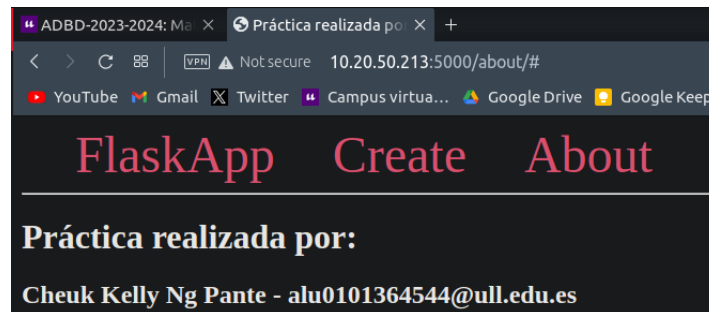 ADBD-2023-2024: Ma
Práctica realizada po
VPN Not secure 10.20.50.213:5000/about/#
YouTube Gmail Twitter Campus virtua... Google Drive Google Keep
FlaskApp Create About
Práctica realizada por:
Cheuk Kelly Ng Pante - alu0101364544@ull.edu.es